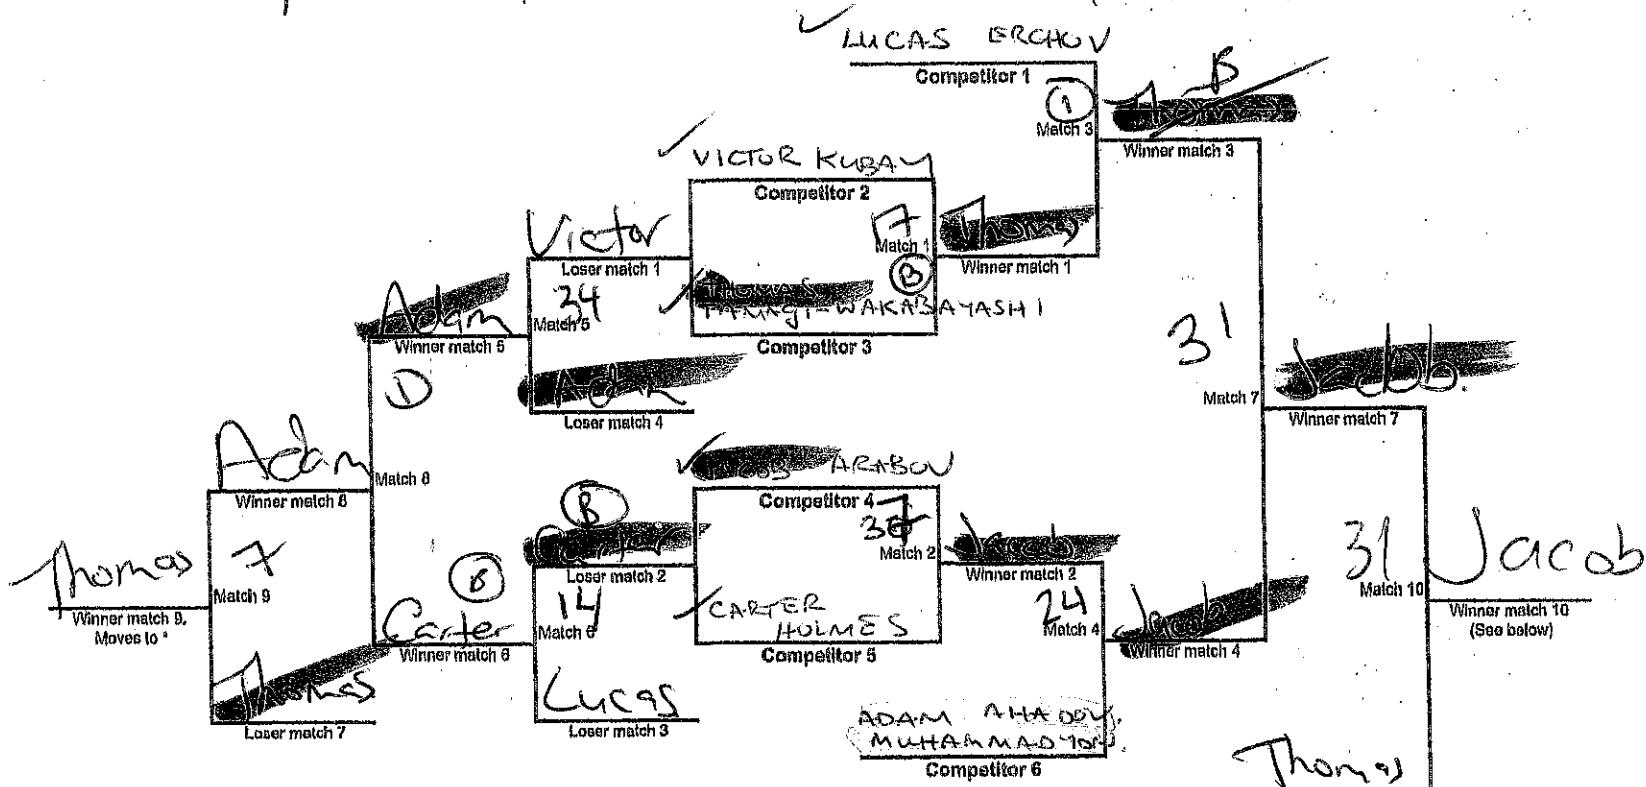 LUCAS ERCHOV
Competitor 1
B
1
Thomas
Match 3
Winner match 3
VICTOR KUBAY
Competitor 2
Victor
Loser match 1
7
Match 1
B
Thomas
Winner match 1
Adam
34
Match 5
Winner match 5
THOMAS
TAMAGI-WAKABAYASHI
Competitor 3
31
Match 7
Jacob.
Winner match 7
D
Adam
Loser match 4
Adam
Match 8
Winner match 8
JACOB ARABOV
Competitor 4
B
Carter
Loser match 2
7
Match 2
Jacob
Winner match 2
31
Match 10
Jacob
Winner match 10
(See below)
Thomas
Winner match 9.
Moves to *
7
Match 9
B
Carter
Winner match 6
14
Match 6
CARTER
HOLMES
Competitor 5
24
Match 4
Jacob
Winner match 4
Thomas
Loser match 7
Lucas
Loser match 3
ADAM
Competitor 6
Thomas